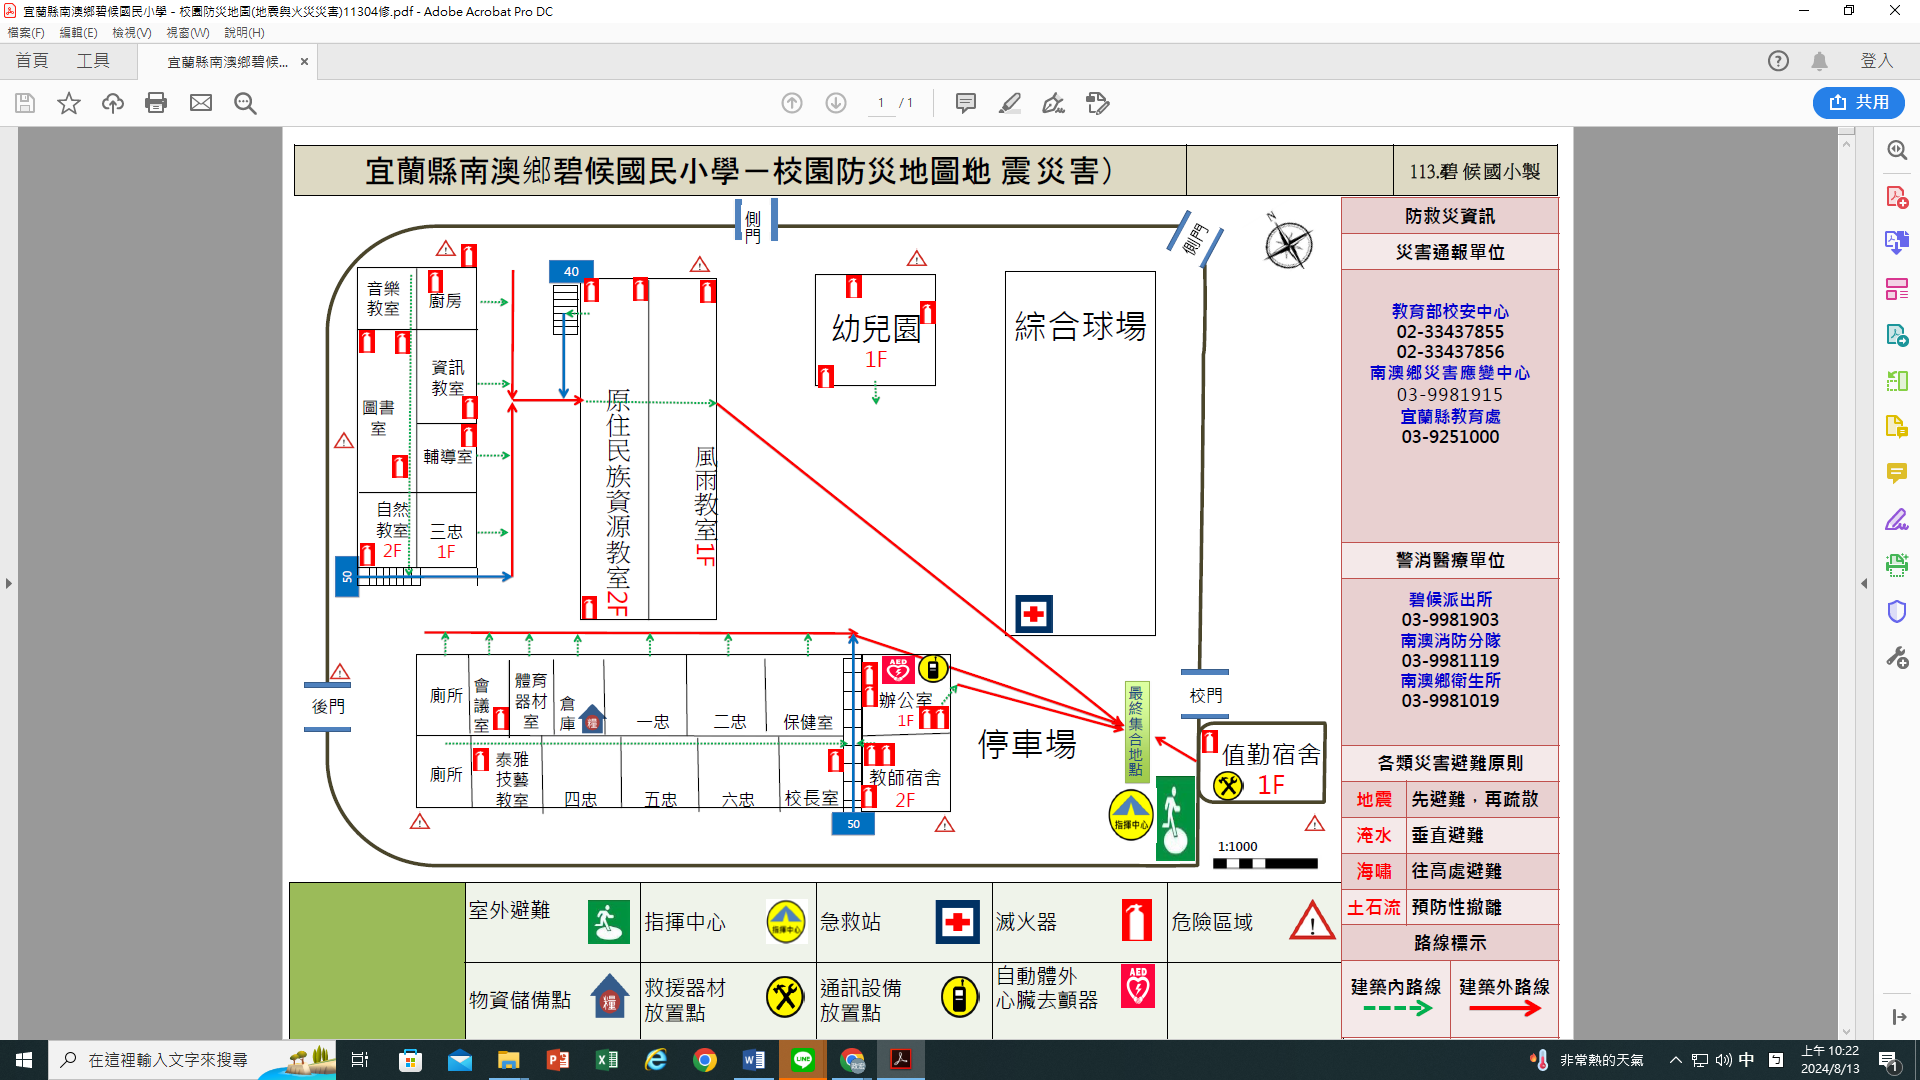 宜蘭縣南澳鄉碧候國民小學 - 校園防災地圖(地震與火災災害)11304修.pdf - Adobe Acrobat Pro DC
檔案(F) 編輯(E) 檢視(V) 視窗(W) 說明(H)
首頁 工具 宜蘭縣南澳鄉碧候... × 登入
1 / 1 共用
宜蘭縣南澳鄉碧候國民小學－校園防災地圖(地震災害）
113.4碧候國小製
側門
側門
N
音樂教室
廚房
40
幼兒園
1F
綜合球場
資訊教室
圖書室
輔導室
自然教室
2F
三忠
1F
50
原住民族資源教室2F
風雨教室1F
後門
廁所
會議室
體育器材室
倉庫
糧
一忠
二忠
保健室
AED
辦公室
1F
廁所
泰雅技藝教室
四忠
五忠
六忠
校長室
教師宿舍
2F
50
停車場
最終集合地點
校門
值勤宿舍
1F
指揮中心
1:1000
防救災資訊
災害通報單位
教育部校安中心
02-33437855
02-33437856
南澳鄉災害應變中心
03-9981915
宜蘭縣教育處
03-9251000
警消醫療單位
碧候派出所
03-9981903
南澳消防分隊
03-9981119
南澳鄉衛生所
03-9981019
各類災害避難原則
地震 先避難，再疏散
淹水 垂直避難
海嘯 往高處避難
土石流 預防性撤離
路線標示
建築內路線 建築外路線
室外避難 指揮中心 指揮中心 急救站 滅火器 危險區域
物資儲備點 糧 救援器材放置點 通訊設備放置點 自動體外心臟去顫器 AED
在這裡輸入文字來搜尋
非常熱的天氣
中
上午 10:22
2024/8/13
1